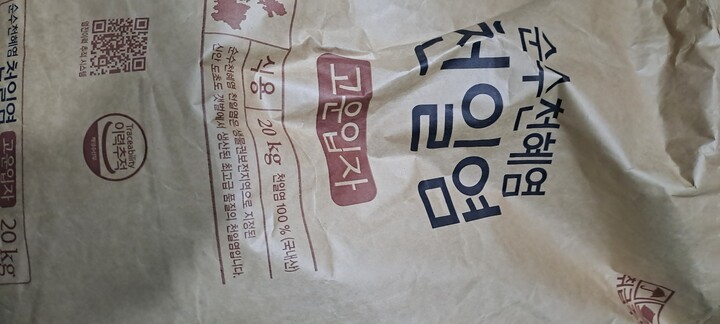 순수천혜염
천일염
고운입자
식용
20kg 천일염 100% (국내산)
순수천혜염 천일염은 생물권보전지역으로 지정된
신안 도초도 갯벌에서 생산된 최고급 품질의 천일염입니다.
Traceability
이력추적
순수천혜염 천일염
고운입자
20kg